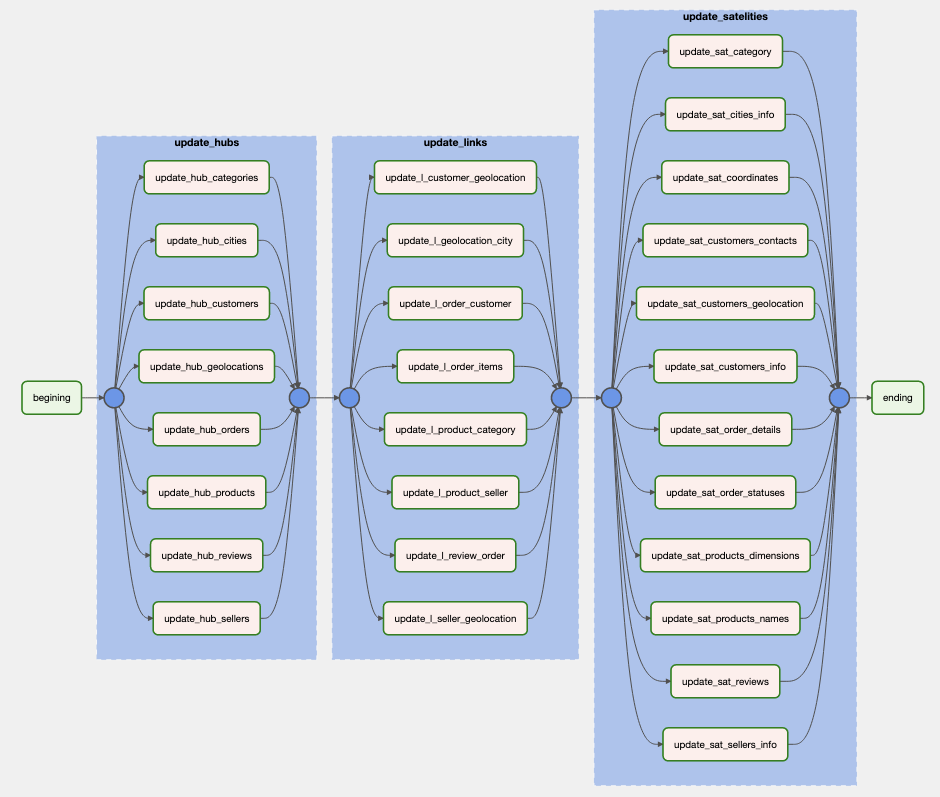 begining
update_hubs
update_hub_categories
update_hub_cities
update_hub_customers
update_hub_geolocations
update_hub_orders
update_hub_products
update_hub_reviews
update_hub_sellers
update_links
update_l_customer_geolocation
update_l_geolocation_city
update_l_order_customer
update_l_order_items
update_l_product_category
update_l_product_seller
update_l_review_order
update_l_seller_geolocation
update_satelities
update_sat_category
update_sat_cities_info
update_sat_coordinates
update_sat_customers_contacts
update_sat_customers_geolocation
update_sat_customers_info
update_sat_order_details
update_sat_order_statuses
update_sat_products_dimensions
update_sat_products_names
update_sat_reviews
update_sat_sellers_info
ending